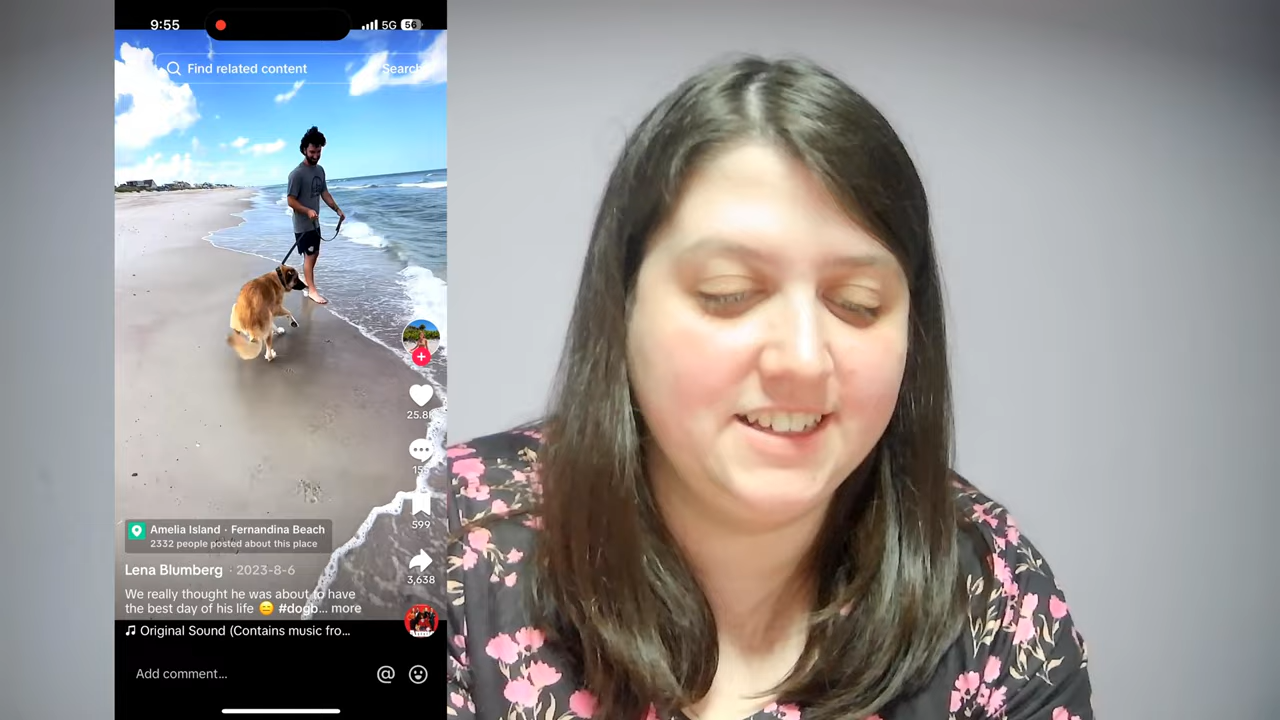 9:55
5G 56
Find related content Search
25.8K
599
Amelia Island · Fernandina Beach
2332 people posted about this place
3,638
Lena Blumberg · 2023-8-6
We really thought he was about to have
the best day of his life 😑 #dogb... more
Original Sound (Contains music fro...
Add comment...
@